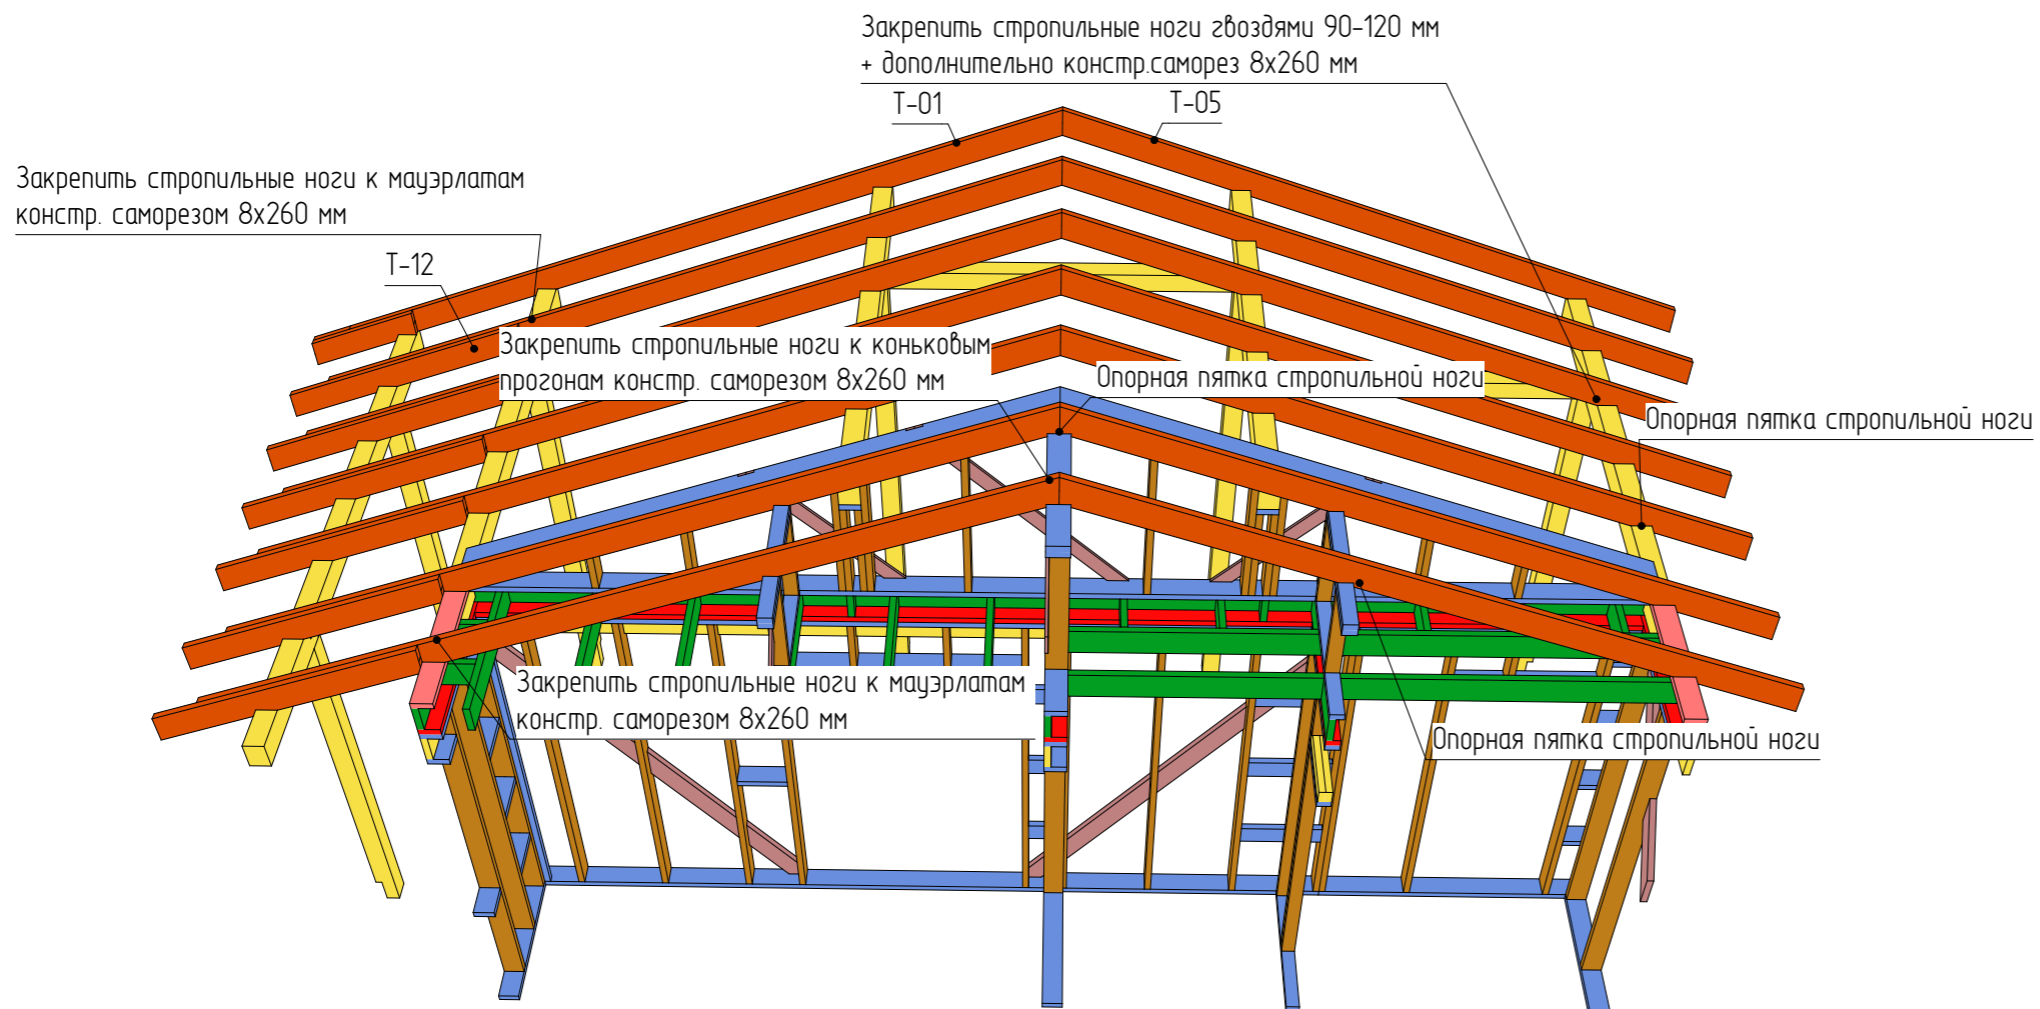 Закрепить стропильные ноги гвоздями 90-120 мм
+ дополнительно констр.саморез 8х260 мм
Т-01
Т-05
Закрепить стропильные ноги к мауэрлатам
констр. саморезом 8х260 мм
Т-12
Закрепить стропильные ноги к коньковым
прогонам констр. саморезом 8х260 мм
Опорная пятка стропильной ноги
Опорная пятка стропильной ноги
Закрепить стропильные ноги к мауэрлатам
констр. саморезом 8х260 мм
Опорная пятка стропильной ноги